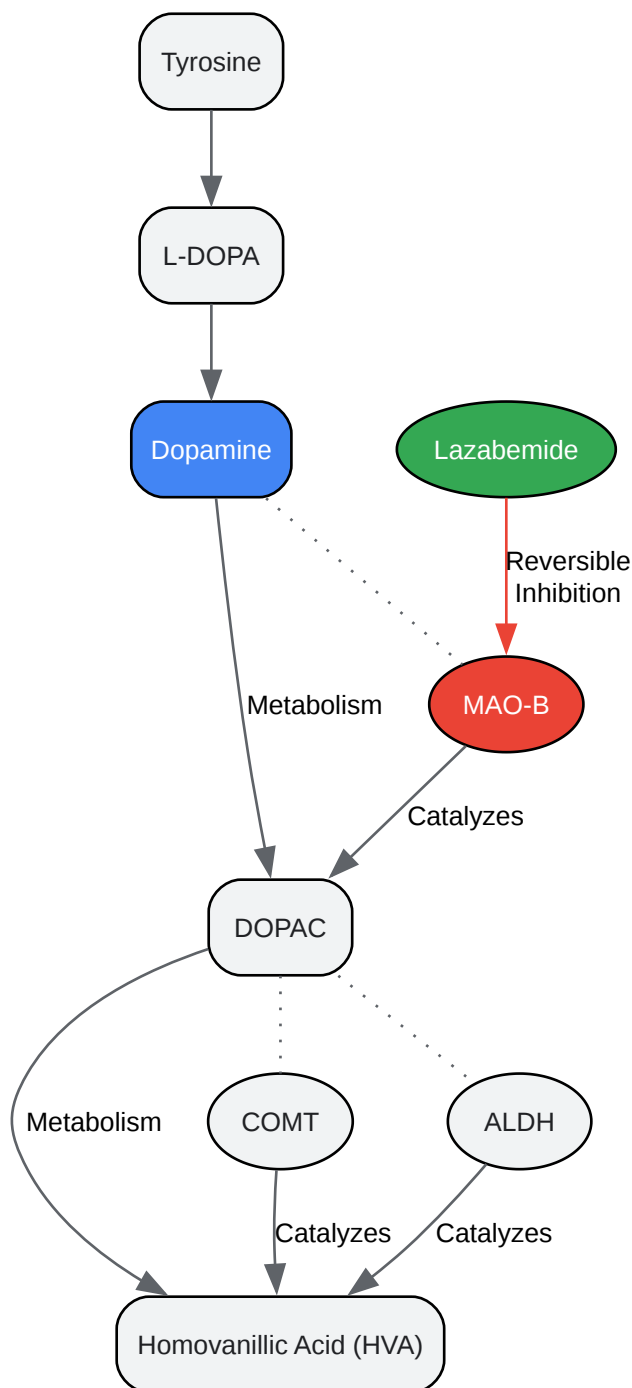 Tyrosine
L-DOPA
Dopamine
Lazabemide
Reversible
Inhibition
Metabolism
MAO-B
Catalyzes
DOPAC
Metabolism
COMT
ALDH
Catalyzes
Catalyzes
Homovanillic Acid (HVA)